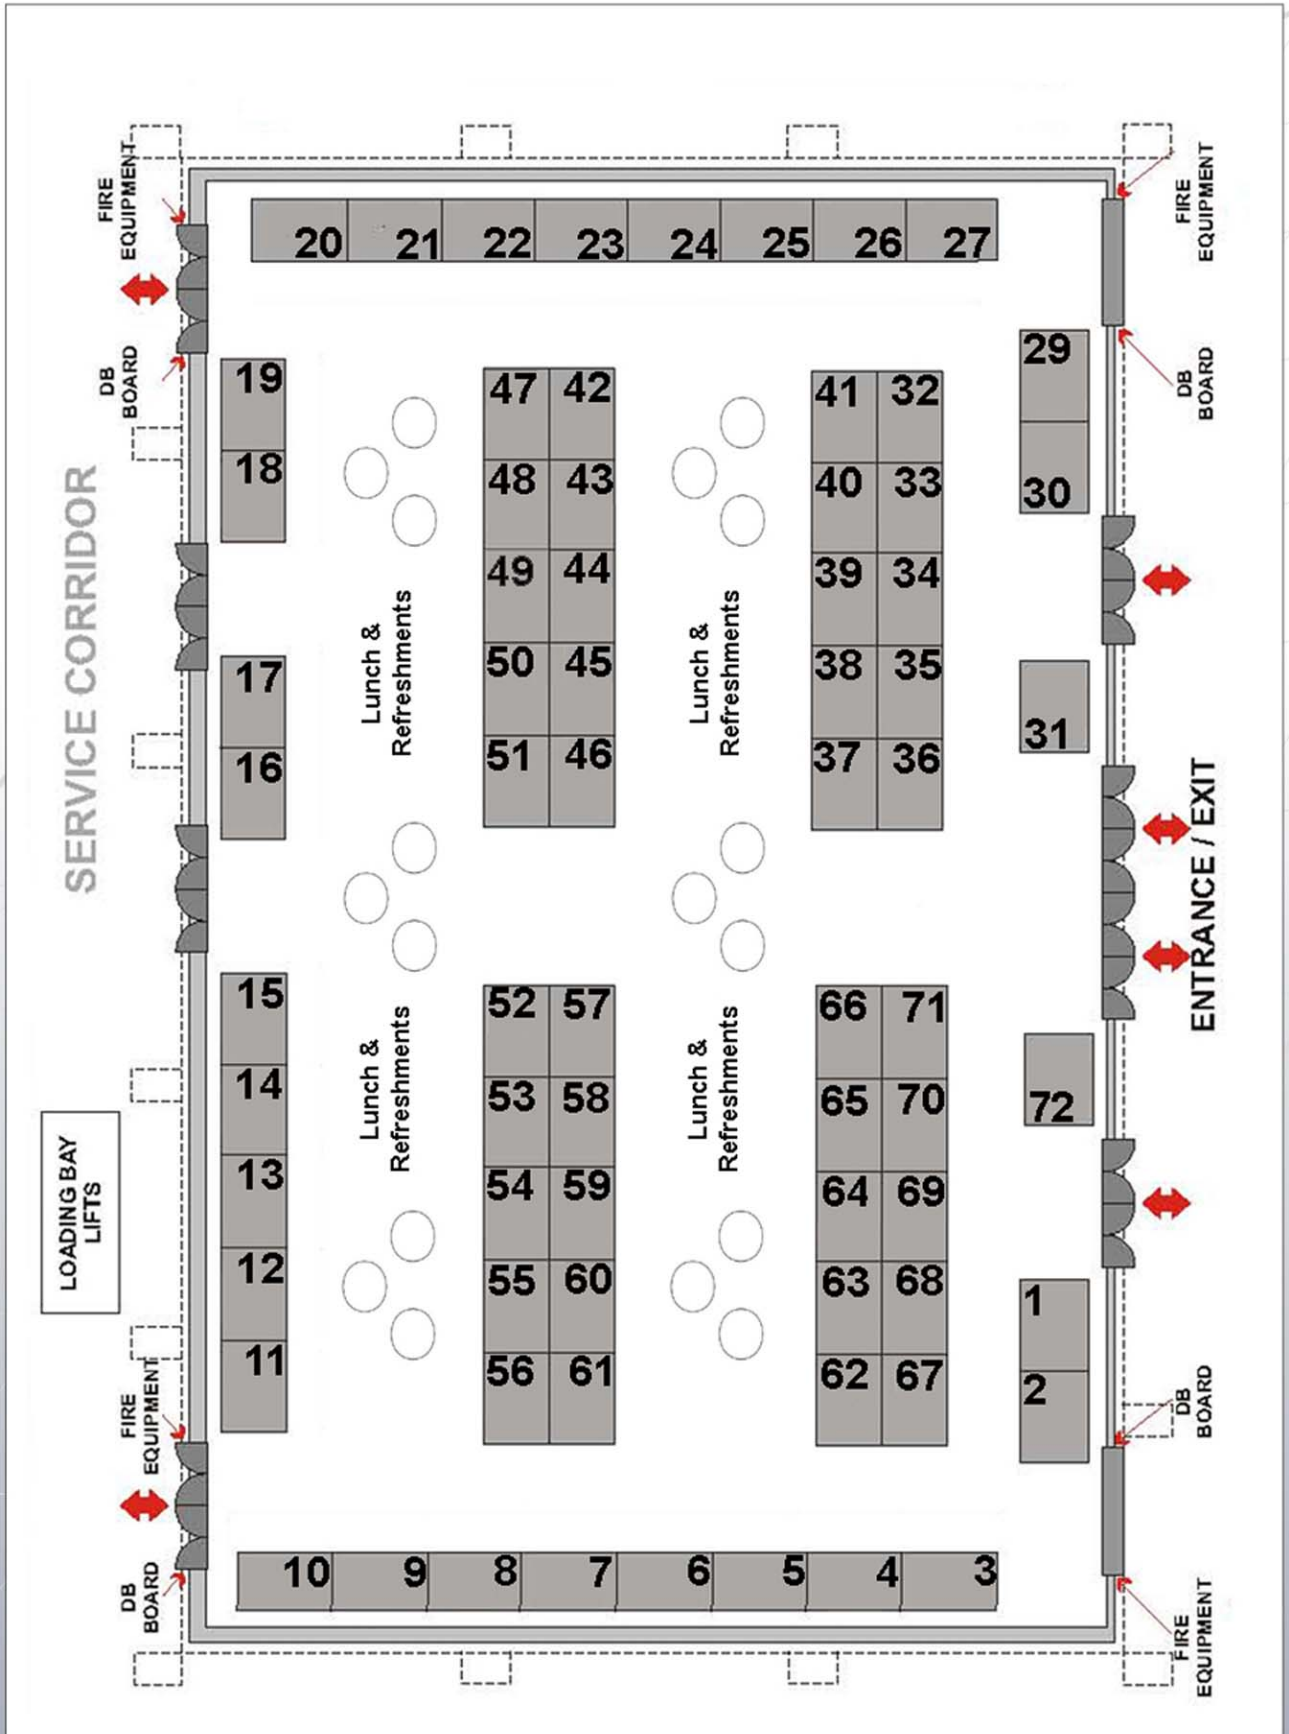 FIRE
EQUIPMENT
FIRE
EQUIPMENT
20 21 22 23 24 25 26 27
DB
BOARD
DB
BOARD
19
18
17
16
15
14
13
12
11
47 42
48 43
49 44
50 45
51 46
41 32
40 33
39 34
38 35
37 36
29
30
31
SERVICE CORRIDOR
Lunch &
Refreshments
Lunch &
Refreshments
ENTRANCE / EXIT
52 57
53 58
54 59
55 60
56 61
66 71
65 70
64 69
63 68
62 67
72
1
2
Lunch &
Refreshments
Lunch &
Refreshments
LOADING BAY
LIFTS
FIRE
EQUIPMENT
DB
BOARD
10 9 8 7 6 5 4 3
DB
BOARD
FIRE
EQUIPMENT